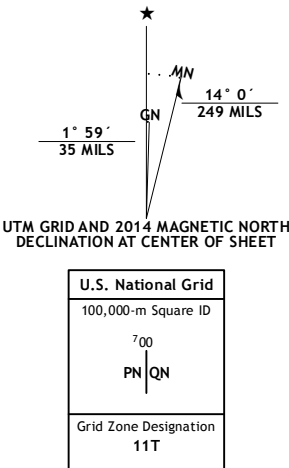 ★
MN
GN
14° 0´
249 MILS
1° 59´
35 MILS
UTM GRID AND 2014 MAGNETIC NORTH
DECLINATION AT CENTER OF SHEET
U.S. National Grid
100,000-m Square ID
⁷00
PN QN
Grid Zone Designation
11T